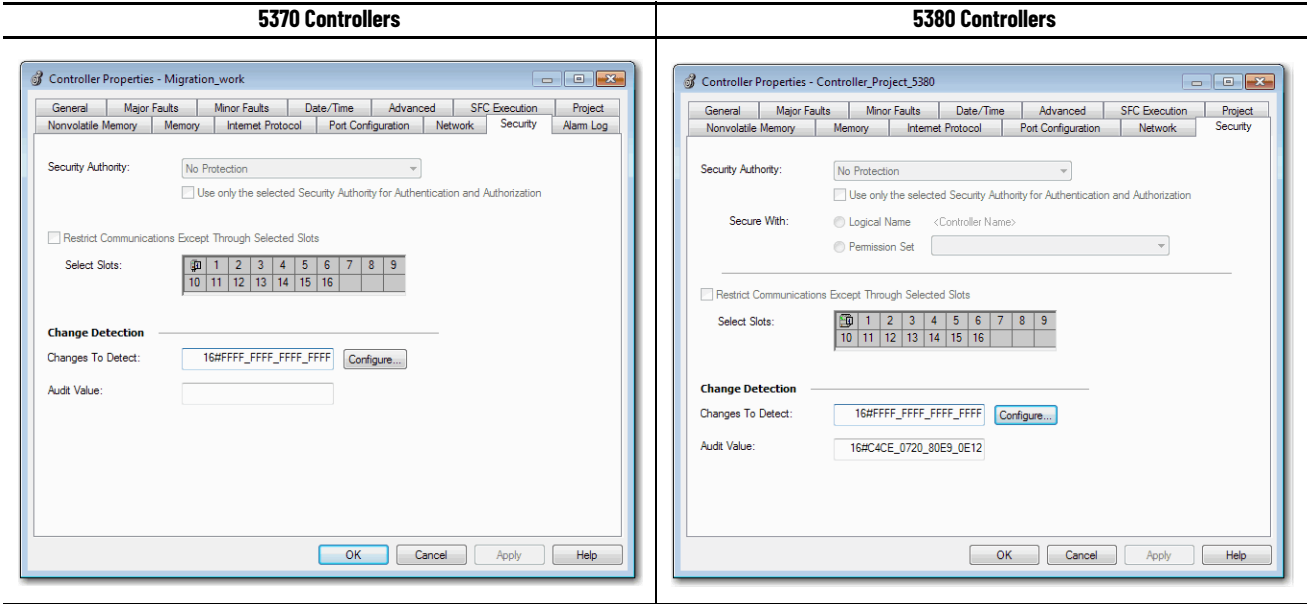 5370 Controllers
5380 Controllers
Controller Properties - Migration_work
General Major Faults Minor Faults Date/Time Advanced SFC Execution Project
Nonvolatile Memory Memory Internet Protocol Port Configuration Network Security Alarm Log
Security Authority: No Protection
Use only the selected Security Authority for Authentication and Authorization
Restrict Communications Except Through Selected Slots
Select Slots: 1 2 3 4 5 6 7 8 9
10 11 12 13 14 15 16
Change Detection
Changes To Detect: 16#FFFF_FFFF_FFFF_FFFF Configure...
Audit Value:
OK Cancel Apply Help
Controller Properties - Controller_Project_5380
General Major Faults Minor Faults Date/Time Advanced SFC Execution Project
Nonvolatile Memory Memory Internet Protocol Port Configuration Network Security
Security Authority: No Protection
Use only the selected Security Authority for Authentication and Authorization
Secure With: Logical Name <Controller Name>
Permission Set
Restrict Communications Except Through Selected Slots
Select Slots: 1 2 3 4 5 6 7 8 9
10 11 12 13 14 15 16
Change Detection
Changes To Detect: 16#FFFF_FFFF_FFFF_FFFF Configure...
Audit Value: 16#C4CE_0720_80E9_0E12
OK Cancel Apply Help